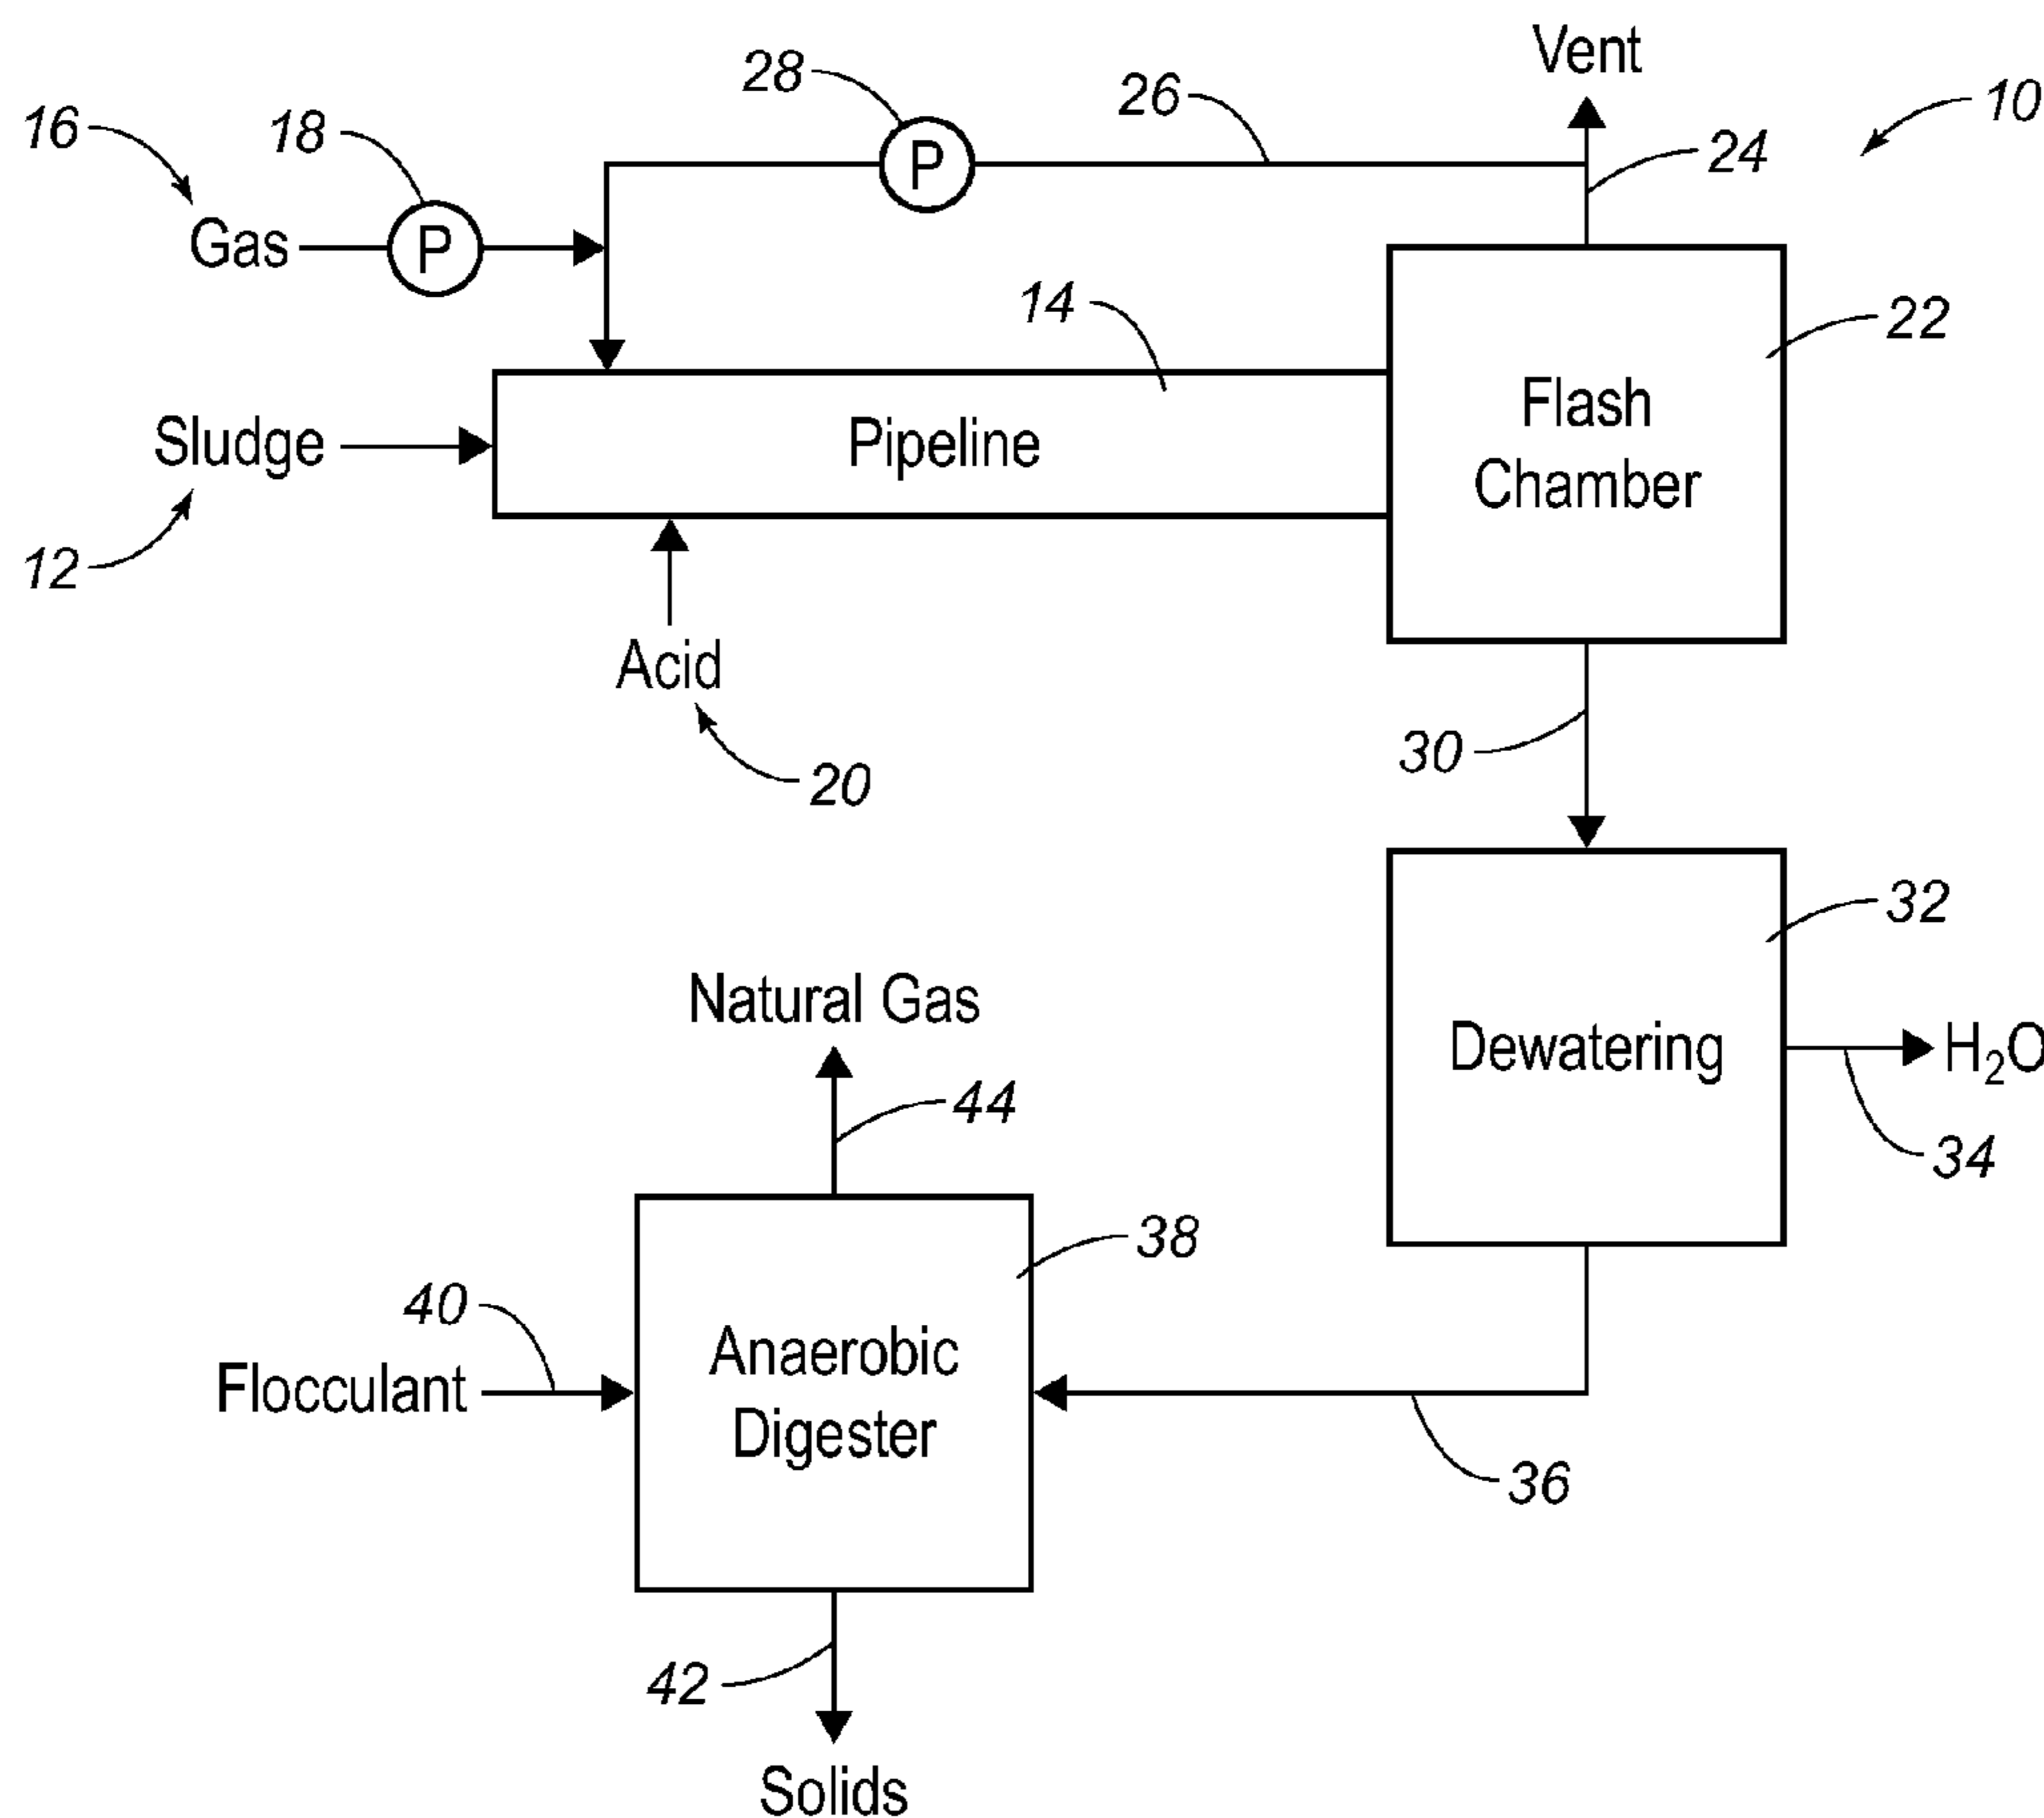 Vent
28
26
10
16
18
24
P
Gas
P
14
22
Flash
Chamber
Pipeline
Sludge
12
Acid
20
30
32
Natural Gas
Dewatering
H₂O
44
34
38
40
Anaerobic
Digester
Flocculant
36
42
Solids